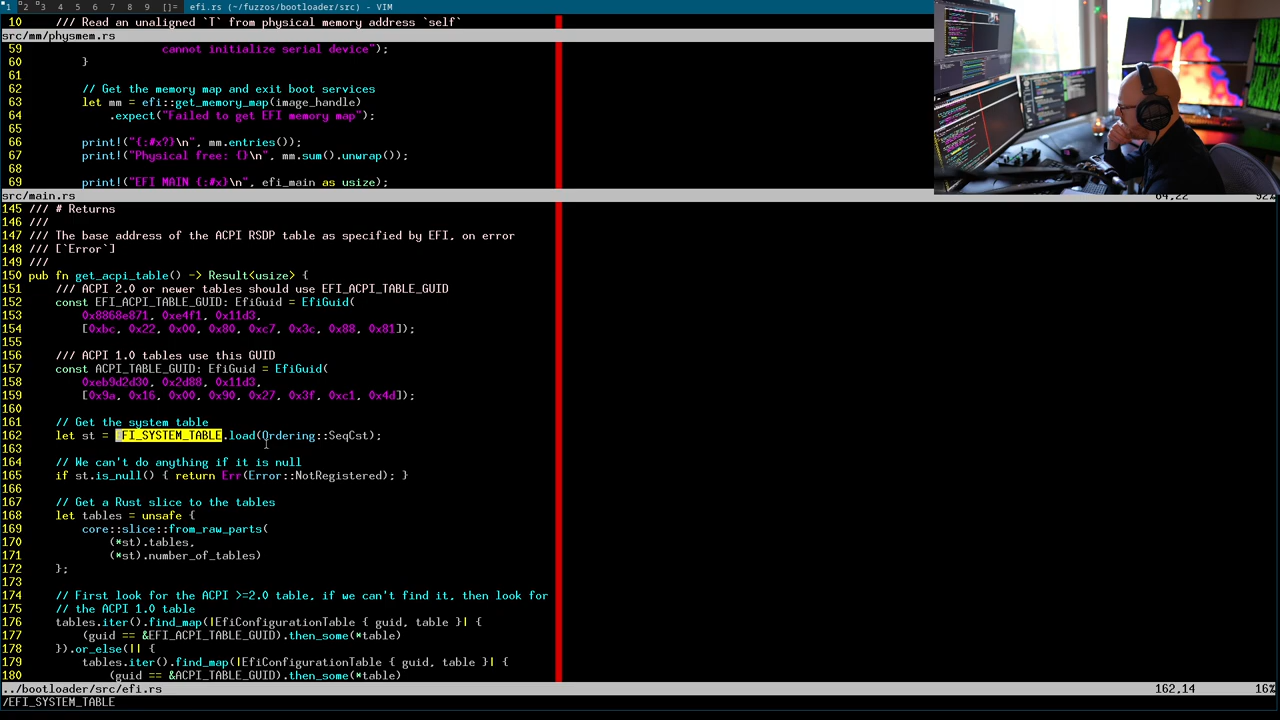 1 2 3 4 5 6 7 8 9 []= efi.rs (~/fuzzos/bootloader/src) - VIM
10 /// Read an unaligned `T` from physical memory address `self`
src/mm/physmem.rs
59 cannot initialize serial device");
60 }
61
62 // Get the memory map and exit boot services
63 let mm = efi::get_memory_map(image_handle)
64 .expect("Failed to get EFI memory map");
65
66 print!("{:#x?}\n", mm.entries());
67 print!("Physical free: {}\n", mm.sum().unwrap());
68
69 print!("EFI MAIN {:#x}\n", efi_main as usize);
src/main.rs 64,22 92%
145 /// # Returns
146 ///
147 /// The base address of the ACPI RSDP table as specified by EFI, on error
148 /// [`Error`]
149 ///
150 pub fn get_acpi_table() -> Result<usize> {
151 /// ACPI 2.0 or newer tables should use EFI_ACPI_TABLE_GUID
152 const EFI_ACPI_TABLE_GUID: EfiGuid = EfiGuid(
153 0x8868e871, 0xe4f1, 0x11d3,
154 [0xbc, 0x22, 0x00, 0x80, 0xc7, 0x3c, 0x88, 0x81]);
155
156 /// ACPI 1.0 tables use this GUID
157 const ACPI_TABLE_GUID: EfiGuid = EfiGuid(
158 0xeb9d2d30, 0x2d88, 0x11d3,
159 [0x9a, 0x16, 0x00, 0x90, 0x27, 0x3f, 0xc1, 0x4d]);
160
161 // Get the system table
162 let st = EFI_SYSTEM_TABLE.load(Ordering::SeqCst);
163
164 // We can't do anything if it is null
165 if st.is_null() { return Err(Error::NotRegistered); }
166
167 // Get a Rust slice to the tables
168 let tables = unsafe {
169 core::slice::from_raw_parts(
170 (*st).tables,
171 (*st).number_of_tables)
172 };
173
174 // First look for the ACPI >=2.0 table, if we can't find it, then look for
175 // the ACPI 1.0 table
176 tables.iter().find_map(|EfiConfigurationTable { guid, table }| {
177 (guid == &EFI_ACPI_TABLE_GUID).then_some(*table)
178 }).or_else(|| {
179 tables.iter().find_map(|EfiConfigurationTable { guid, table }| {
180 (guid == &ACPI_TABLE_GUID).then_some(*table)
../bootloader/src/efi.rs 162,14 16%
/EFI_SYSTEM_TABLE